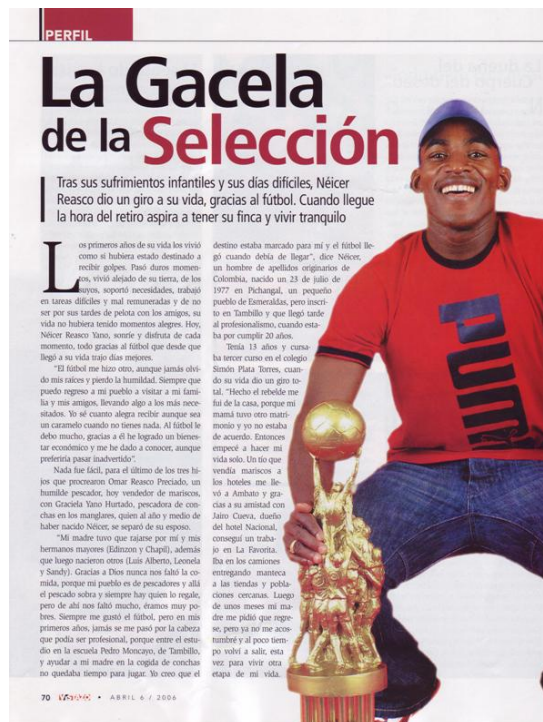 PERFIL
La Gacela
de la Selección
Tras sus sufrimientos infantiles y sus días difíciles, Néicer
Reasco dio un giro a su vida, gracias al fútbol. Cuando llegue
la hora del retiro aspira a tener su finca y vivir tranquilo
Los primeros años de su vida los vivió
como si hubiera estado destinado a
recibir golpes. Pasó duros momen-
tos, vivió alejado de su tierra, de los
suyos, soportó necesidades, trabajó
en tareas difíciles y mal remuneradas y de no
ser por sus tardes de pelota con los amigos, su
vida no hubiera tenido momentos alegres. Hoy,
Néicer Reasco Yano, sonríe y disfruta de cada
momento, todo gracias al fútbol que desde que
llegó a su vida trajo días mejores.
"El fútbol me hizo otro, aunque jamás olvi-
do mis raíces y pierdo la humildad. Siempre que
puedo regreso a mi pueblo a visitar a mi fami-
lia y mis amigos, llevando algo a los más nece-
sitados. Yo sé cuanto alegra recibir aunque sea
un caramelo cuando no tienes nada. Al fútbol le
debo mucho, gracias a él he logrado un bienes-
tar económico y me he dado a conocer, aunque
preferiría pasar inadvertido".
Nada fue fácil, para el último de los tres hi-
jos que procrearon Omar Reasco Preciado, un
humilde pescador, hoy vendedor de mariscos,
con Graciela Yano Hurtado, pescadora de con-
chas en los manglares, quien al año y medio de
haber nacido Néicer, se separó de su esposo.
"Mi madre tuvo que rajarse por mí y mis
hermanos mayores (Edinzon y Chapil), además
que luego nacieron otros (Luis Alberto, Leonela
y Sandy). Gracias a Dios nunca nos faltó la co-
mida, porque mi pueblo es de pescadores y allá
el pescado sobra y siempre hay quien lo regale,
pero de ahí nos faltó mucho, éramos muy po-
bres. Siempre me gustó el fútbol, pero en mis
primeros años, jamás se me pasó por la cabeza
que podía ser profesional, porque entre el estu-
dio en la escuela Pedro Moncayo, de Tambillo,
y ayudar a mi madre en la cogida de conchas
no quedaba tiempo para jugar. Yo creo que el
destino estaba marcado para mí y el fútbol lle-
gó cuando debía de llegar", dice Néicer,
un hombre de apellidos originarios de
Colombia, nacido un 23 de julio de
1977 en Pichangal, un pequeño
pueblo de Esmeraldas, pero inscri-
to en Tambillo y que llegó tarde
al profesionalismo, cuando esta-
ba por cumplir 20 años.
Tenía 13 años y cursa-
ba tercer curso en el colegio
Simón Plata Torres, cuan-
do su vida dio un giro to-
tal. "Hecho el rebelde me
fui de la casa, porque mi
mamá tuvo otro matri-
monio y yo no estaba
de acuerdo. Entonces
empecé a hacer mi
vida solo. Un tío que
vendía mariscos a
los hoteles me lle-
vó a Ambato y gra-
cias a su amistad con
Jairo Cueva, dueño
del hotel Nacional,
conseguí un traba-
jo en La Favorita.
Iba en los camiones
entregando manteca
a las tiendas y pobla-
ciones cercanas. Luego
de unos meses mi ma-
dre me pidió que regre-
se, pero ya no me acos-
tumbré y al poco tiem-
po volví a salir, esta
vez para vivir otra
etapa de mi vida.
PUMA
70 • ABRIL 6 / 2006